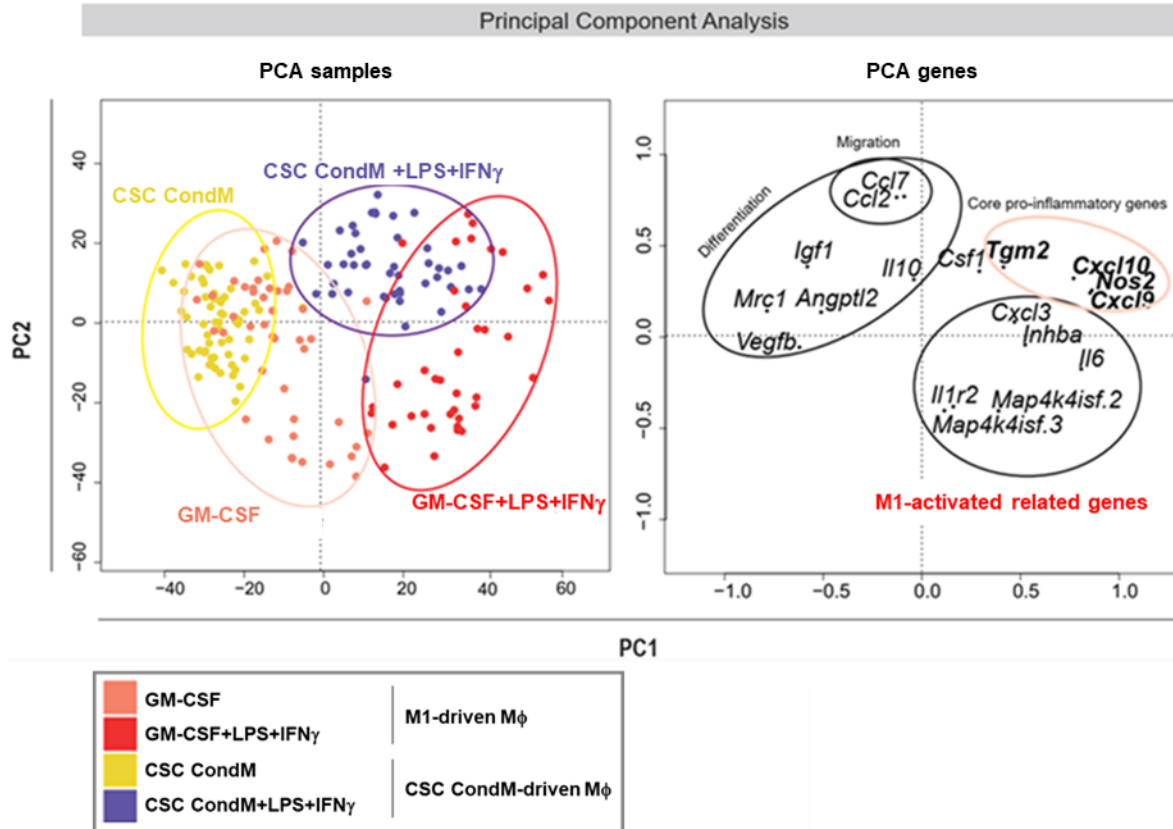 Principal Component Analysis
PCA samples
PCA genes
PC2
40
20
0
−20
−40
−60
−40
−20
0
20
40
60
CSC CondM
CSC CondM +LPS+IFNγ
GM-CSF
GM-CSF+LPS+IFNγ
1.0
0.5
0.0
−0.5
−1.0
−1.0
−0.5
0.0
0.5
1.0
Migration
Ccl7
Ccl2
Differentiation
Core pro-inflammatory genes
Igf1
Il10
Csf1
Tgm2
Cxcl10
Nos2
Cxcl9
Mrc1
Angptl2
Vegfb
Cxcl3
Inhba
Il6
Il1r2
Map4k4isf.2
Map4k4isf.3
M1-activated related genes
PC1
GM-CSF
GM-CSF+LPS+IFNγ
M1-driven Mϕ
CSC CondM
CSC CondM+LPS+IFNγ
CSC CondM-driven Mϕ